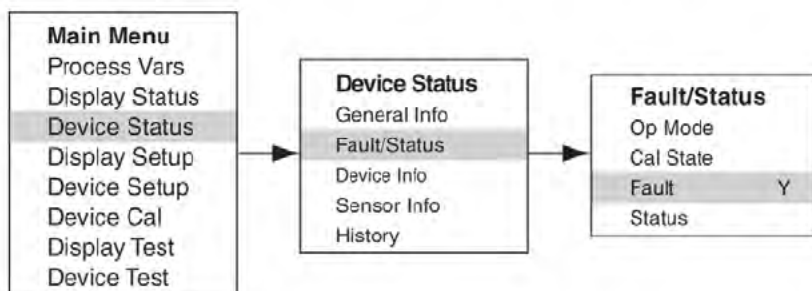 Main Menu
Process Vars
Display Status
Device Status
Display Setup
Device Setup
Device Cal
Display Test
Device Test
Device Status
General Info
Fault/Status
Device Info
Sensor Info
History
Fault/Status
Op Mode
Cal State
Fault Y
Status